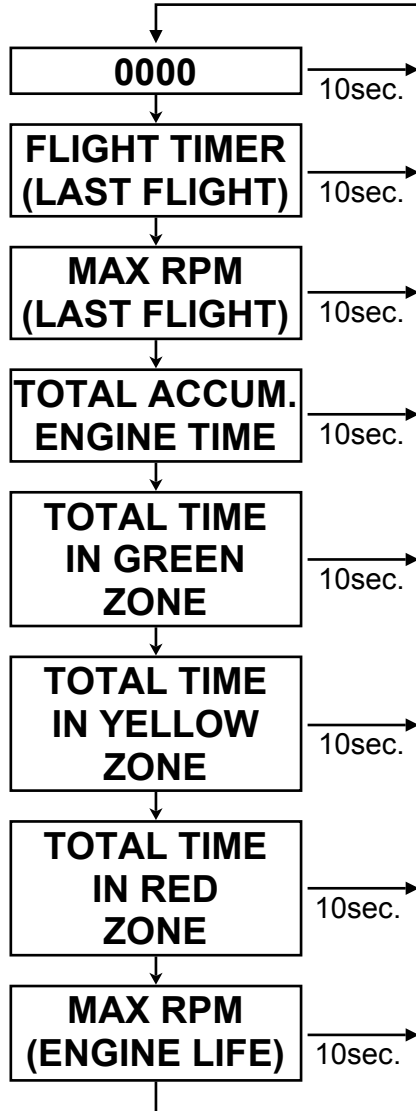 0000
10sec.
FLIGHT TIMER
(LAST FLIGHT)
10sec.
MAX RPM
(LAST FLIGHT)
10sec.
TOTAL ACCUM.
ENGINE TIME
10sec.
TOTAL TIME
IN GREEN
ZONE
10sec.
TOTAL TIME
IN YELLOW
ZONE
10sec.
TOTAL TIME
IN RED
ZONE
10sec.
MAX RPM
(ENGINE LIFE)
10sec.